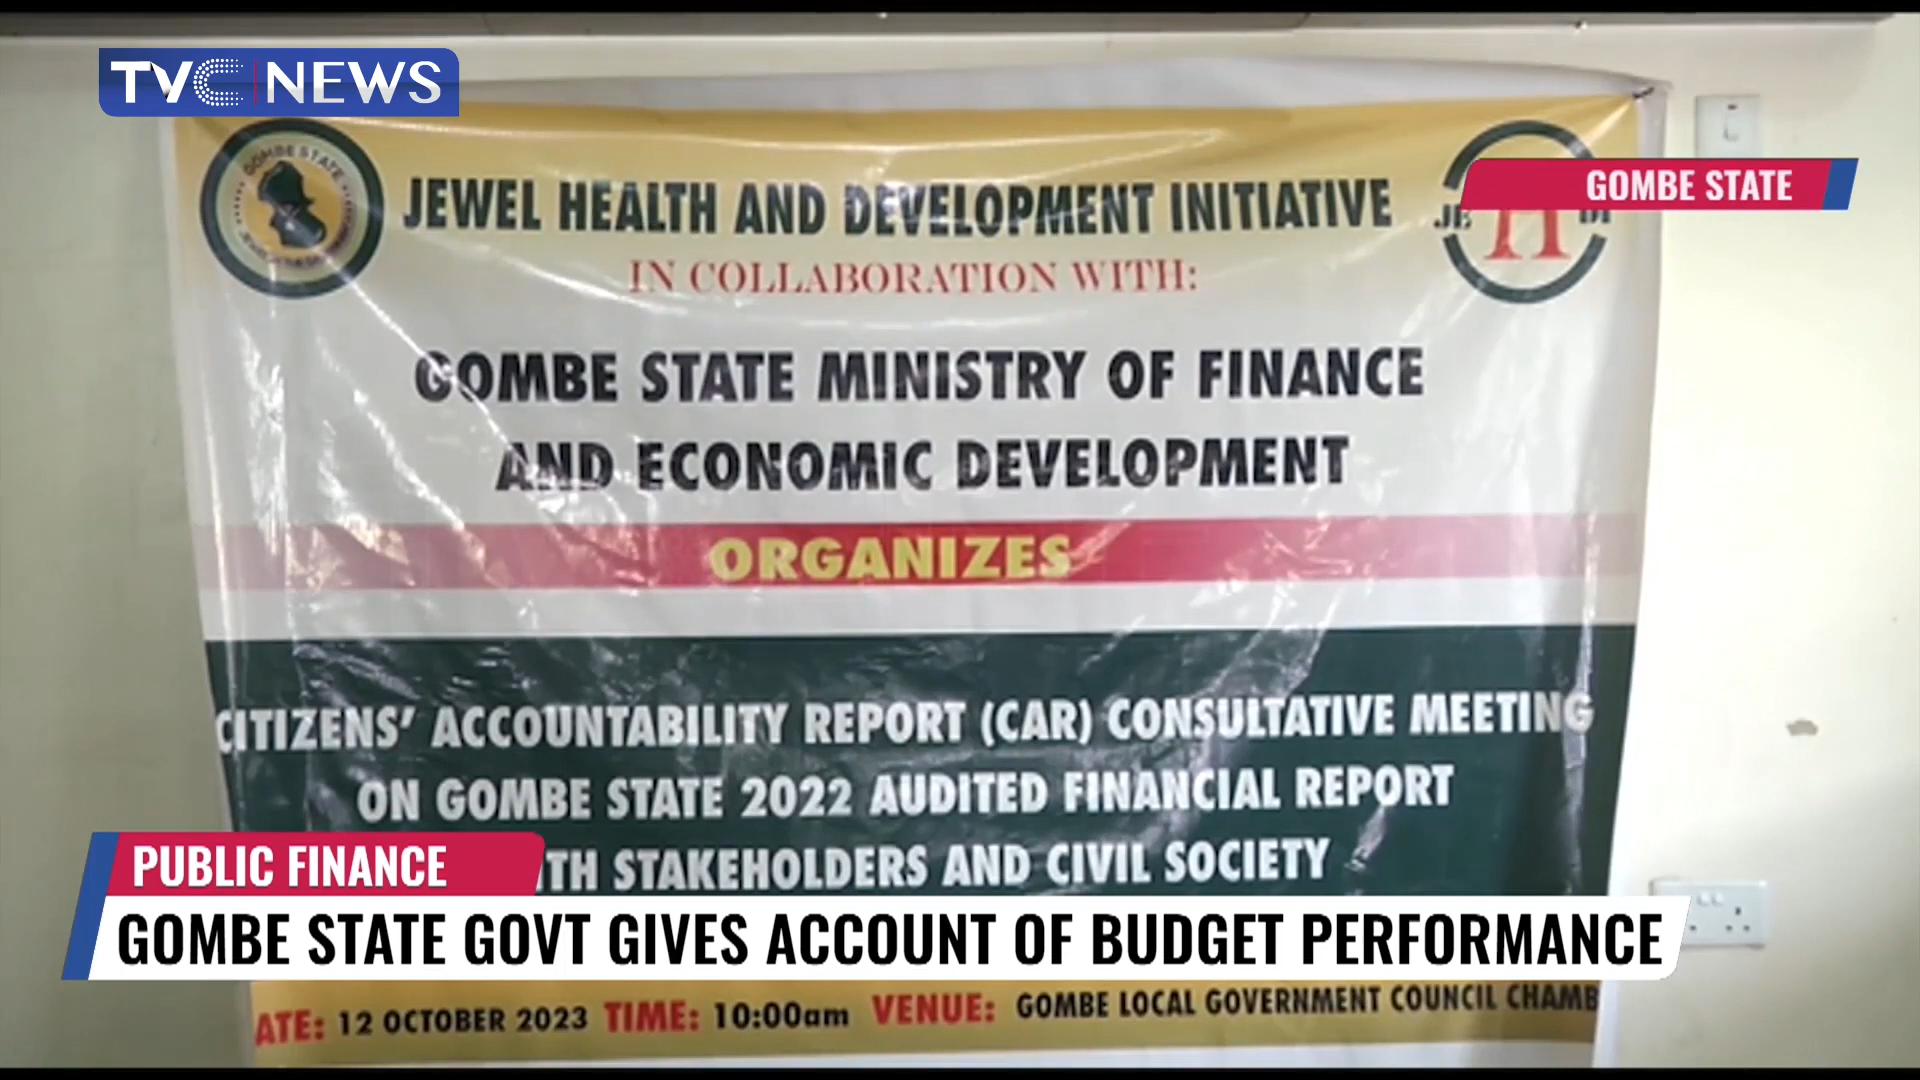 TVC NEWS
GOMBE STATE
GOMBE STATE
JEWEL HEALTH AND DEVELOPMENT INITIATIVE
IN COLLABORATION WITH:
GOMBE STATE MINISTRY OF FINANCE
AND ECONOMIC DEVELOPMENT
ORGANIZES
CITIZENS' ACCOUNTABILITY REPORT (CAR) CONSULTATIVE MEETING
ON GOMBE STATE 2022 AUDITED FINANCIAL REPORT
ITH STAKEHOLDERS AND CIVIL SOCIETY
PUBLIC FINANCE
GOMBE STATE GOVT GIVES ACCOUNT OF BUDGET PERFORMANCE
ATE: 12 OCTOBER 2023 TIME: 10:00am VENUE: GOMBE LOCAL GOVERNMENT COUNCIL CHAMB